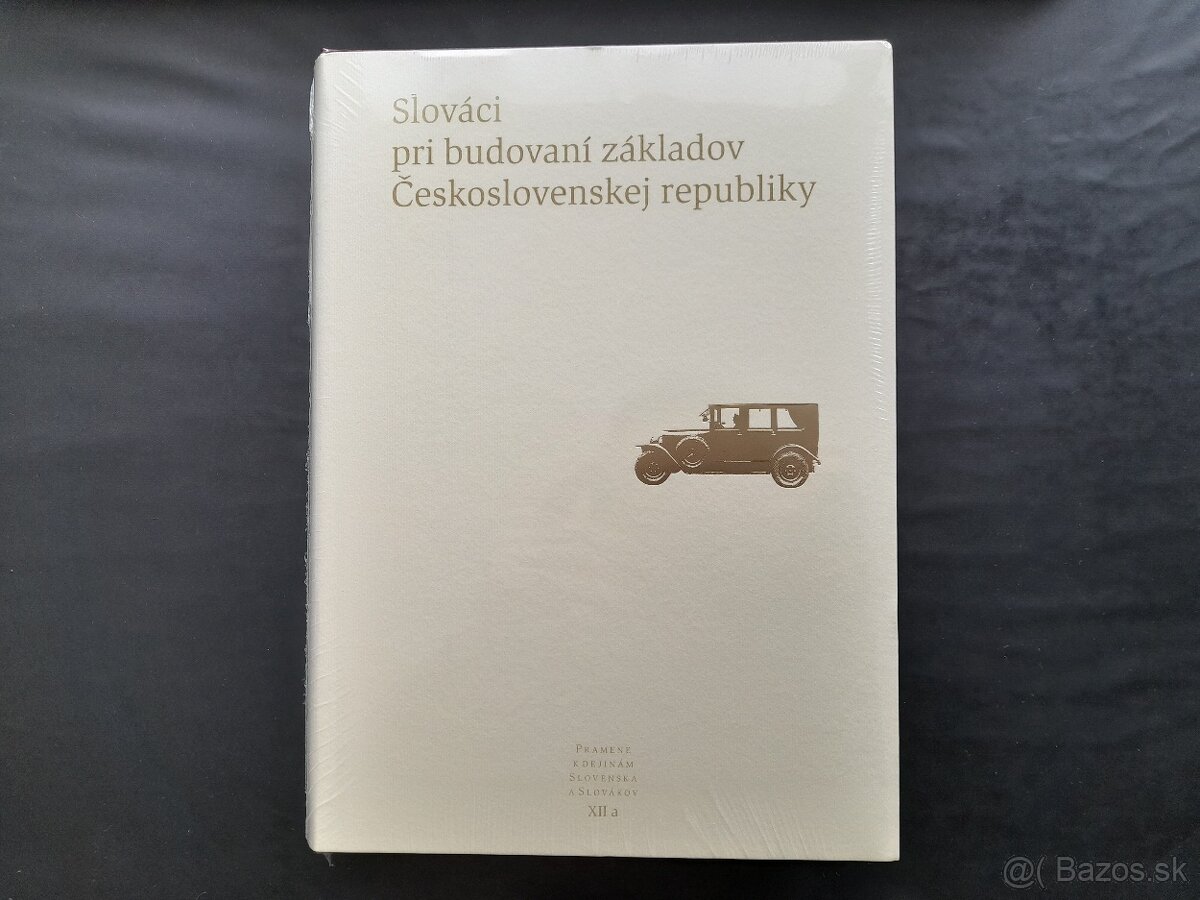 Slováci
pri budovaní základov
Československej republiky
Pramene
k dejinám
Slovenska
a Slovákov
XII a
@( Bazos.sk